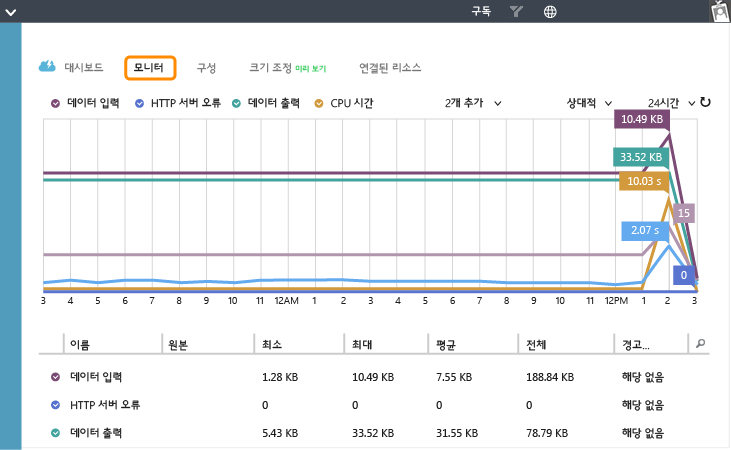 구독
대시보드 모니터 구성 크기 조정 미리 보기 연결된 리소스
데이터 입력 HTTP 서버 오류 데이터 출력 CPU 시간 2개 추가 상대적 24시간
10.49 KB
33.52 KB
10.03 s
15
2.07 s
0
3 4 5 6 7 8 9 10 11 12AM 1 2 3 4 5 6 7 8 9 10 11 12PM 1 2 3
이름 원본 최소 최대 평균 전체 경고...
데이터 입력 1.28 KB 10.49 KB 7.55 KB 188.84 KB 해당 없음
HTTP 서버 오류 0 0 0 0 해당 없음
데이터 출력 5.43 KB 33.52 KB 31.55 KB 78.79 KB 해당 없음